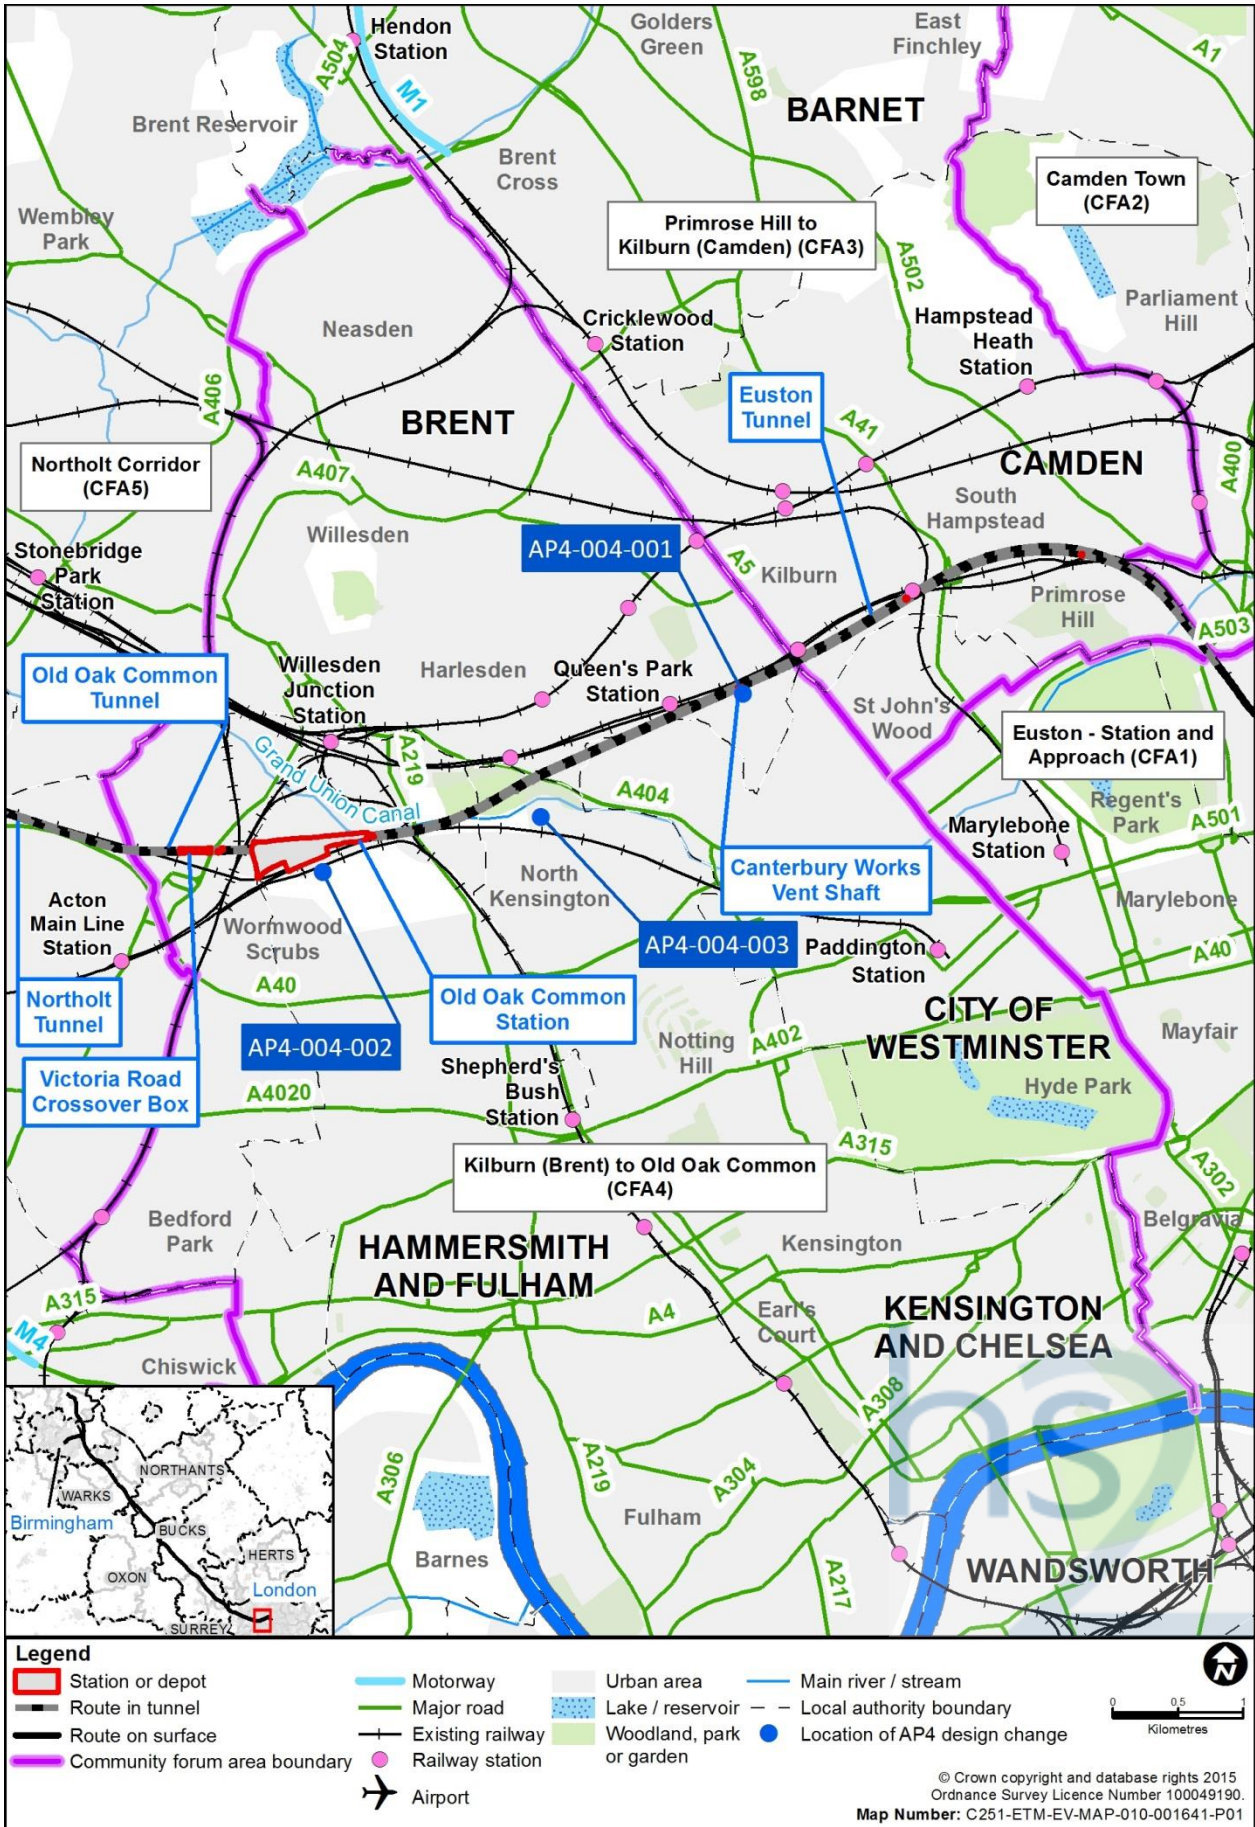 Hendon
Station
Golders
Green
East
Finchley
A1
A504
M1
A598
BARNET
Brent Reservoir
Brent
Cross
Camden Town
(CFA2)
Wembley
Park
Primrose Hill to
Kilburn (Camden) (CFA3)
A502
Parliament
Hill
Neasden
Cricklewood
Station
Hampstead
Heath
Station
A406
BRENT
Euston
Tunnel
A41
Northolt Corridor
(CFA5)
A407
CAMDEN
A400
South
Hampstead
Willesden
AP4-004-001
A5
Kilburn
Stonebridge
Park
Station
Primrose
Hill
A503
Old Oak Common
Tunnel
Willesden
Junction
Station
Harlesden
Queen's Park
Station
St John's
Wood
Euston - Station and
Approach (CFA1)
Grand Union Canal
A219
A404
Regent's
Park
A501
Marylebone
Station
Canterbury Works
Vent Shaft
North
Kensington
Marylebone
Acton
Main Line
Station
Wormwood
Scrubs
AP4-004-003
Paddington
Station
A40
A40
Northolt
Tunnel
Old Oak Common
Station
CITY OF
WESTMINSTER
AP4-004-002
Notting
Hill
A402
Mayfair
Victoria Road
Crossover Box
Shepherd's
Bush
Station
Hyde Park
A4020
A315
Kilburn (Brent) to Old Oak Common
(CFA4)
A302
Bedford
Park
Belgravia
HAMMERSMITH
AND FULHAM
Kensington
A315
A4
Earl's
Court
KENSINGTON
AND CHELSEA
M4
Chiswick
A308
hs2
NORTHANTS
WARKS
Birmingham
BUCKS
HERTS
OXON
London
SURREY
A306
A219
A304
Fulham
Barnes
A217
WANDSWORTH
Legend
Station or depot
Route in tunnel
Route on surface
Community forum area boundary
Motorway
Major road
Existing railway
Railway station
Airport
Urban area
Lake / reservoir
Woodland, park
or garden
Main river / stream
Local authority boundary
Location of AP4 design change
N
0 0.5 1
Kilometres
© Crown copyright and database rights 2015
Ordnance Survey Licence Number 100049190.
Map Number: C251-ETM-EV-MAP-010-001641-P01